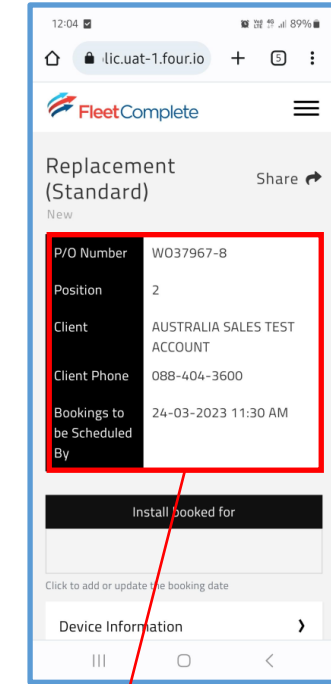 12:04 89%
lic.uat-1.four.io 5
FleetComplete
Replacement
(Standard)
Share
New
P/O Number WO37967-8
Position 2
Client AUSTRALIA SALES TEST
ACCOUNT
Client Phone 088-404-3600
Bookings to 24-03-2023 11:30 AM
be Scheduled
By
Install booked for
Click to add or update the booking date
Device Information